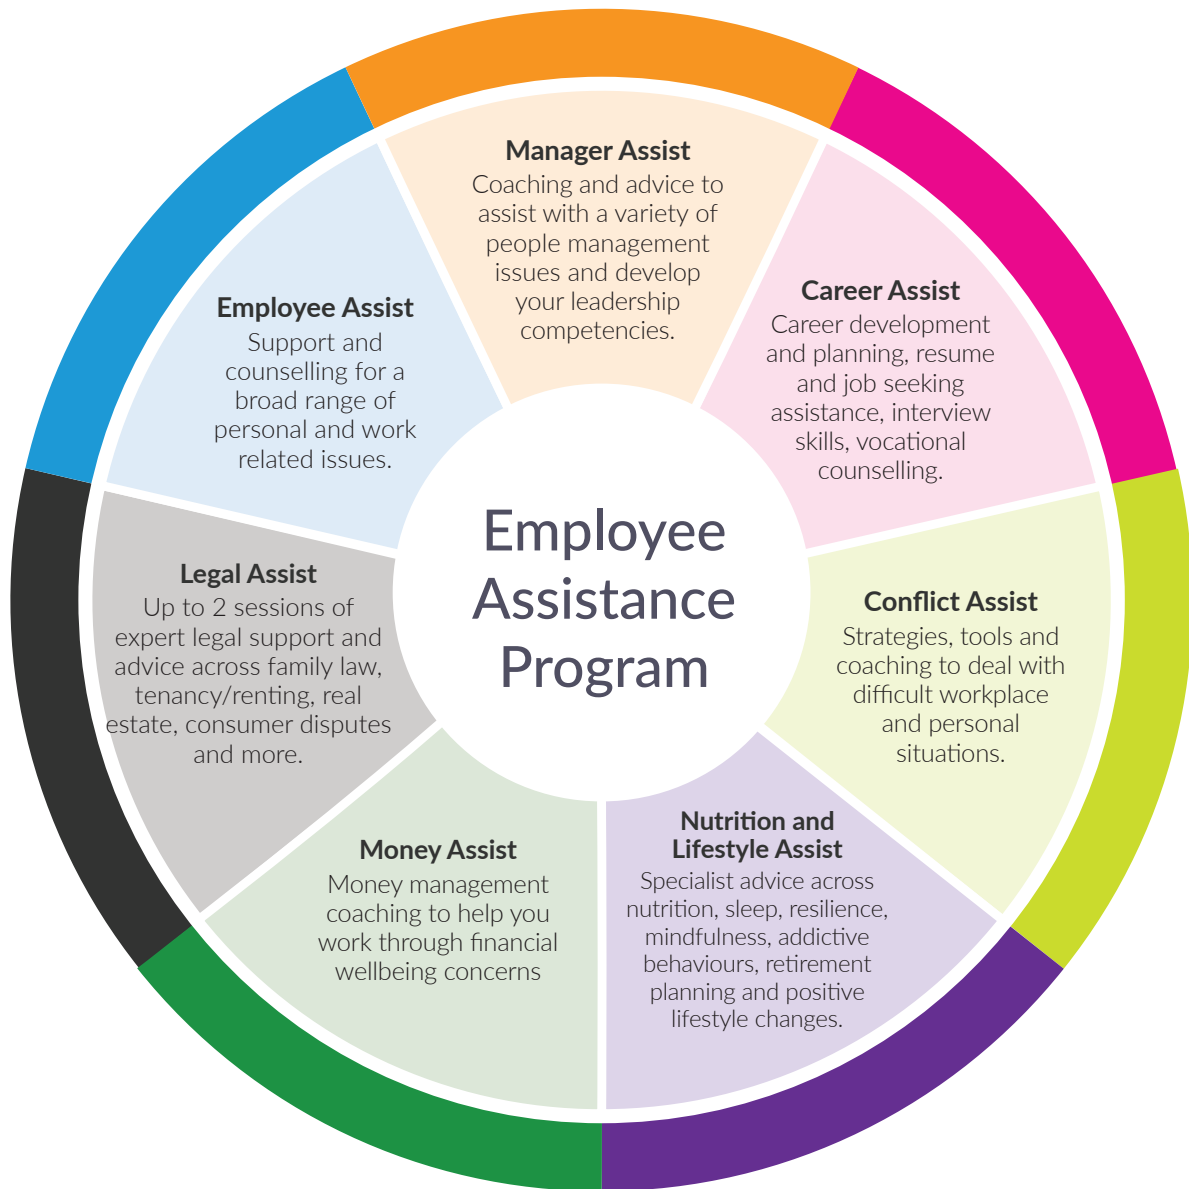 Manager Assist
Coaching and advice to
assist with a variety of
people management
issues and develop
your leadership
competencies.
Career Assist
Career development
and planning, resume
and job seeking
assistance, interview
skills, vocational
counselling.
Conflict Assist
Strategies, tools and
coaching to deal with
difficult workplace
and personal
situations.
Nutrition and
Lifestyle Assist
Specialist advice across
nutrition, sleep, resilience,
mindfulness, addictive
behaviours, retirement
planning and positive
lifestyle changes.
Money Assist
Money management
coaching to help you
work through financial
wellbeing concerns
Legal Assist
Up to 2 sessions of
expert legal support and
advice across family law,
tenancy/renting, real
estate, consumer disputes
and more.
Employee Assist
Support and
counselling for a
broad range of
personal and work
related issues.
Employee
Assistance
Program